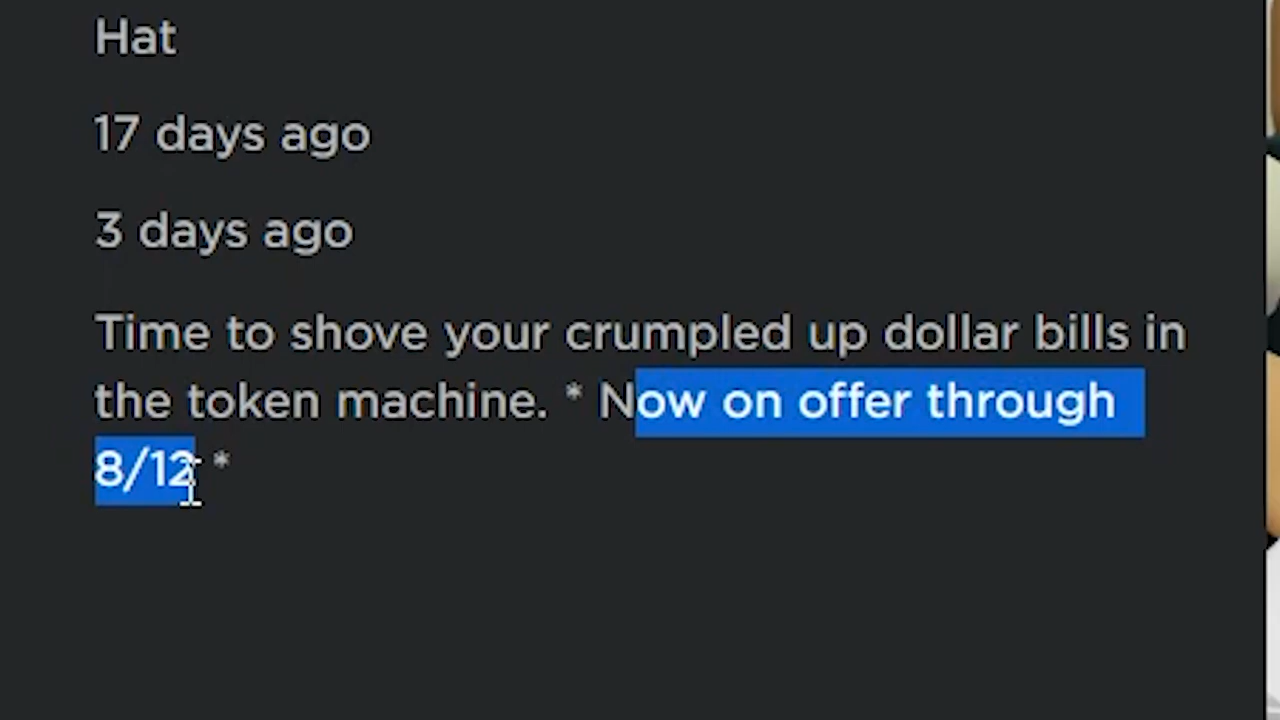 Hat
17 days ago
3 days ago
Time to shove your crumpled up dollar bills in
the token machine. * Now on offer through
8/12 *